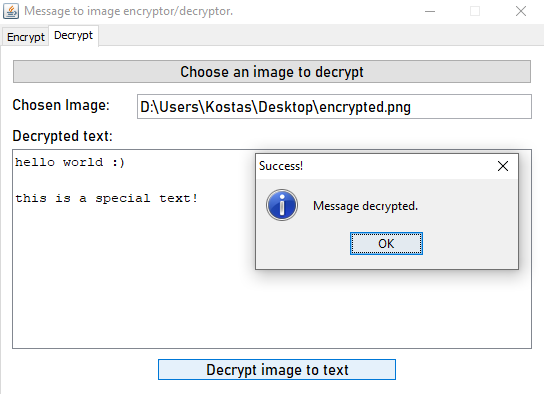 Message to image encryptor/decryptor.
Encrypt Decrypt
Choose an image to decrypt
Chosen Image: D:\Users\Kostas\Desktop\encrypted.png
Decrypted text:
hello world :)
this is a special text!
Success!
Message decrypted.
OK
Decrypt image to text